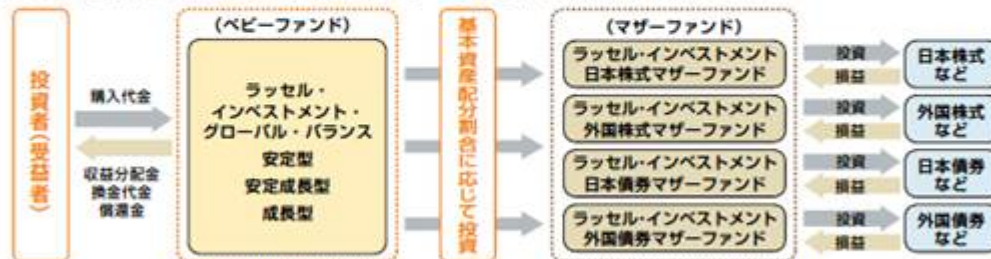 投資者(受益者)
購入代金
収益分配金
換金代金
償還金
(ベビーファンド)
ラッセル・
インベストメント・
グローバル・バランス
安定型
安定成長型
成長型
基本資産配分割合に応じて投資
(マザーファンド)
ラッセル・インベストメント
日本株式マザーファンド
投資
損益
日本株式
など
ラッセル・インベストメント
外国株式マザーファンド
投資
損益
外国株式
など
ラッセル・インベストメント
日本債券マザーファンド
投資
損益
日本債券
など
ラッセル・インベストメント
外国債券マザーファンド
投資
損益
外国債券
など